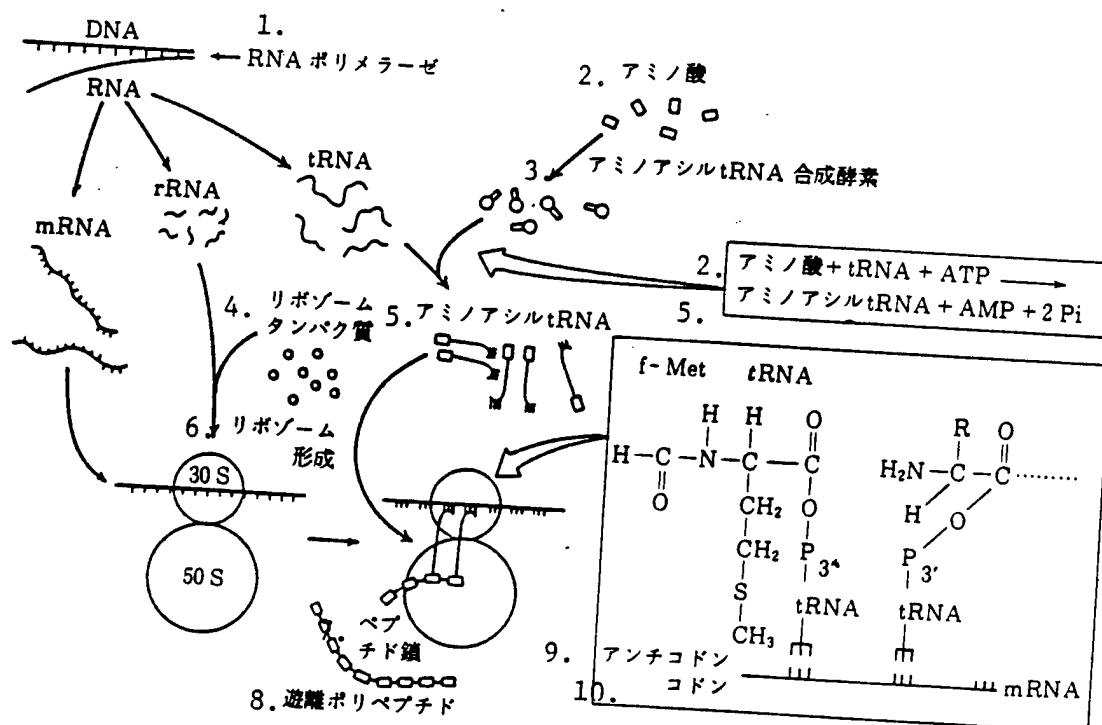 DNA
1.
←RNA ポリメラーゼ
RNA
2. アミノ酸
3
アミノアシルtRNA 合成酵素
tRNA
rRNA
mRNA
2. アミノ酸+tRNA+ATP ⟶
5. アミノアシルtRNA+AMP+2 Pi
4. リボゾーム
タンパク質
5. アミノアシルtRNA
6. リボゾーム
形成
30 S
50 S
ペプ
チド鎖
8. 遊離ポリペプチド
f-Met tRNA
H H O R O
H-C-N-C-C H₂N-C-C………
O CH₂ O H O
CH₂ P P
3' 3'
S tRNA tRNA
CH₃
9. アンチコドン
10. コドン
mRNA